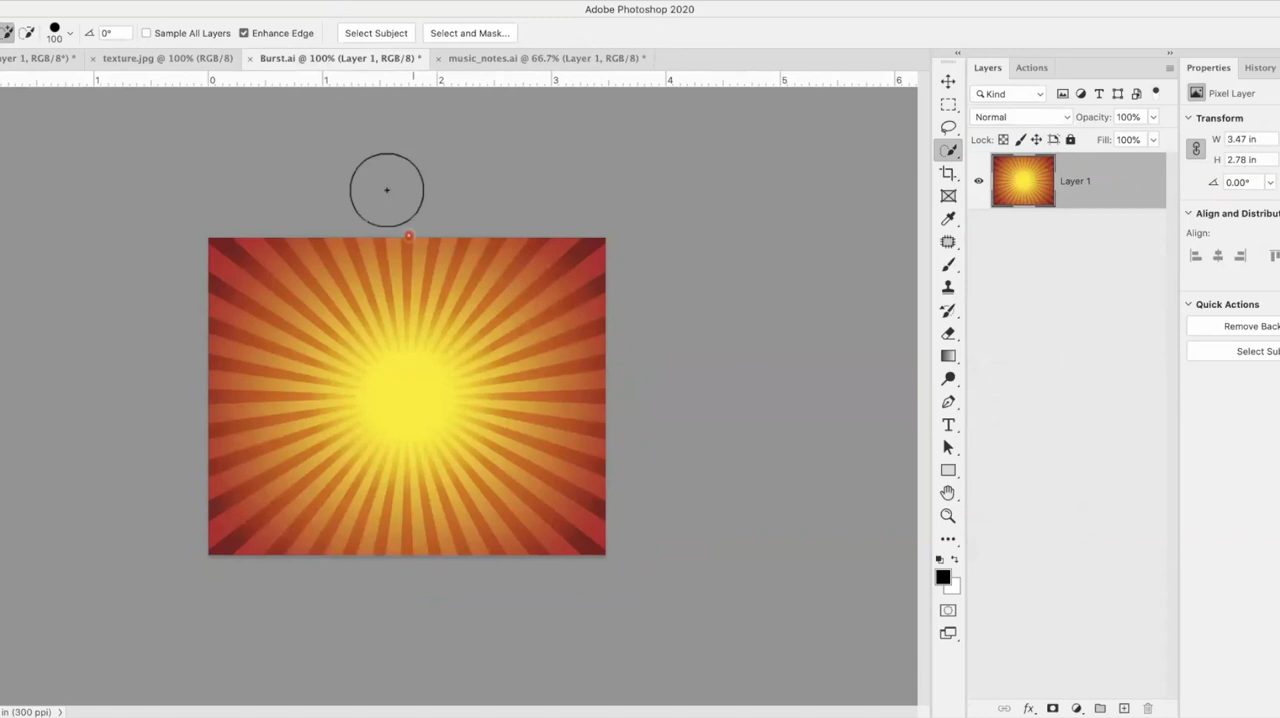 Adobe Photoshop 2020
100 0° Sample All Layers Enhance Edge Select Subject Select and Mask...
ayer 1, RGB/8*) * × texture.jpg @ 100% (RGB/8) × Burst.ai @ 100% (Layer 1, RGB/8) * × music_notes.ai @ 66.7% (Layer 1, RGB/8) *
1 0 1 2 3 4 5 6
Layers Actions
Kind
Normal Opacity: 100%
Lock: Fill: 100%
Layer 1
Properties History
Pixel Layer
Transform
W 3.47 in
H 2.78 in
0.00°
Align and Distribu
Align:
Quick Actions
Remove Back
Select Sub
T
T
in (300 ppi) >
fx